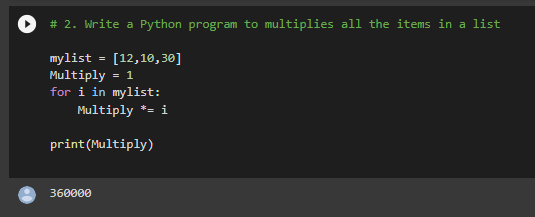 # 2. Write a Python program to multiplies all the items in a list
mylist = [12,10,30]
Multiply = 1
for i in mylist:
    Multiply *= i
print(Multiply)
360000